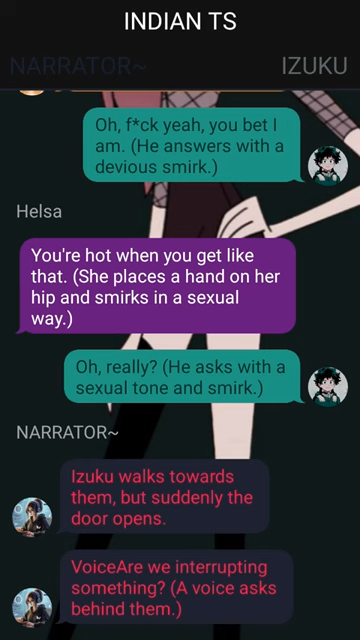 INDIAN TS
NARRATOR~
IZUKU
Oh, f*ck yeah, you bet I
am. (He answers with a
devious smirk.)
Helsa
You're hot when you get like
that. (She places a hand on her
hip and smirks in a sexual
way.)
Oh, really? (He asks with a
sexual tone and smirk.)
NARRATOR~
Izuku walks towards
them, but suddenly the
door opens.
VoiceAre we interrupting
something? (A voice asks
behind them.)